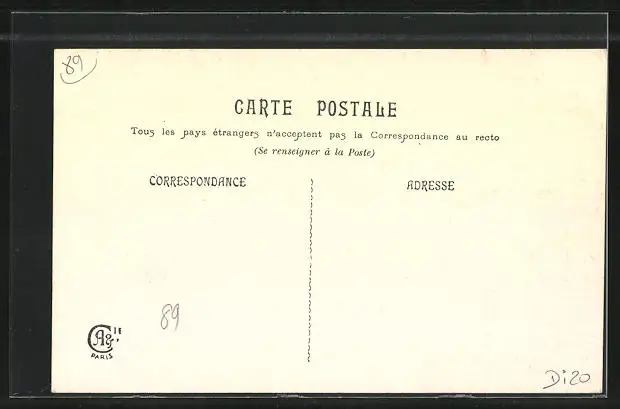 89
CARTE POSTALE
Tous les pays étrangers n'acceptent pas la Correspondance au recto
(Se renseigner à la Poste)
CORRESPONDANCE
ADRESSE
89
PARIS
Di20